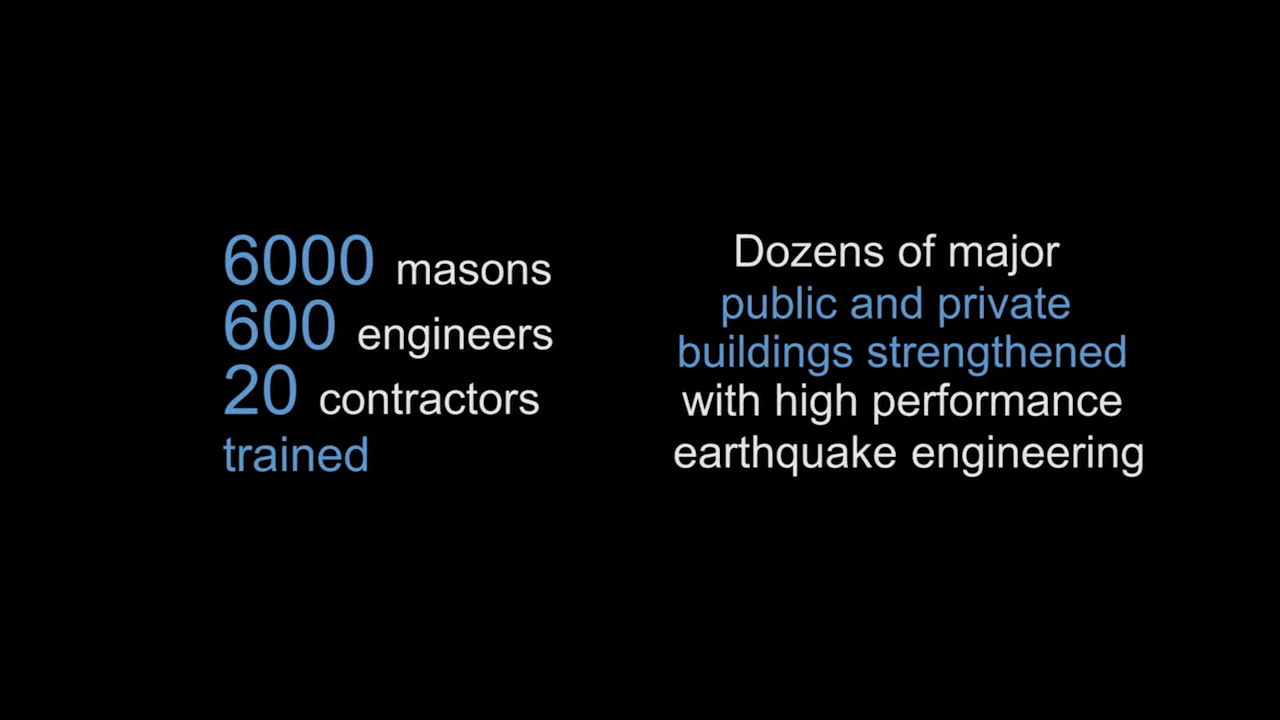 6000 masons
600 engineers
20 contractors
trained
Dozens of major
public and private
buildings strengthened
with high performance
earthquake engineering